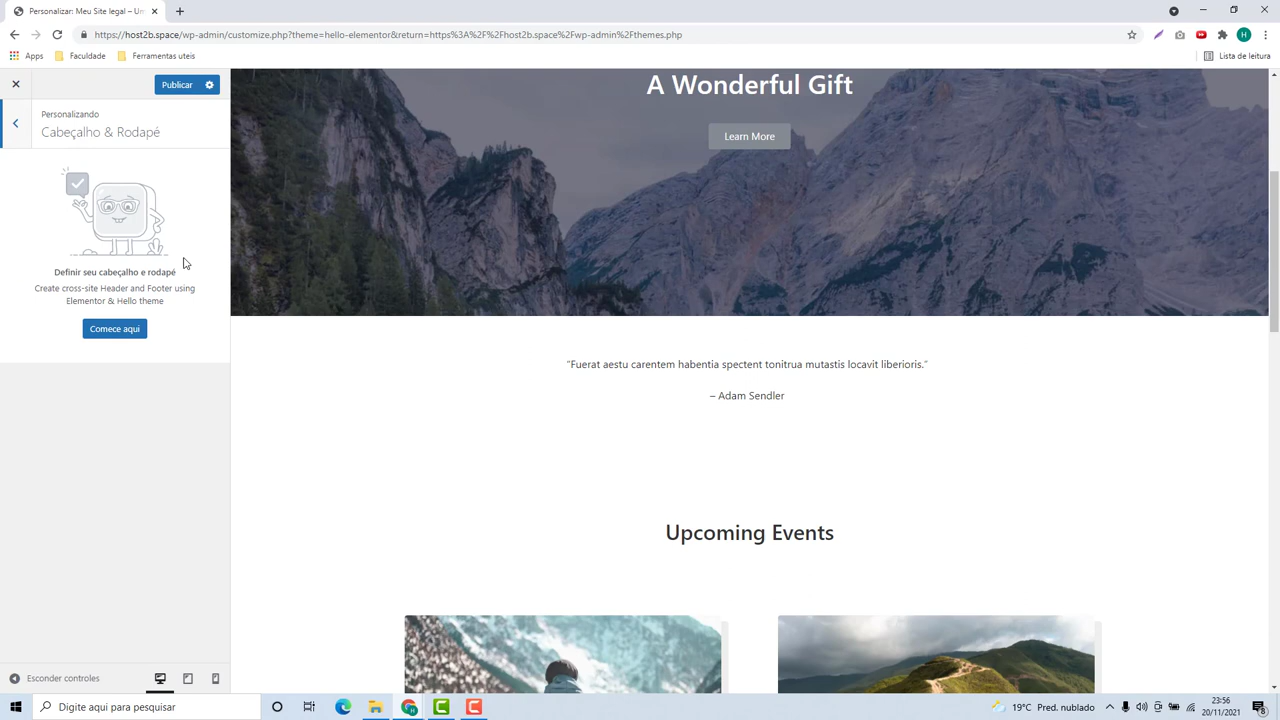 Personalizar: Meu Site legal – Un
https://host2b.space/wp-admin/customize.php?theme=hello-elementor&return=https%3A%2F%2Fhost2b.space%2Fwp-admin%2Fthemes.php
H
Apps
Faculdade
Ferramentas uteis
Lista de leitura
Publicar
Personalizando
Cabeçalho & Rodapé
Definir seu cabeçalho e rodapé
Create cross-site Header and Footer using
Elementor & Hello theme
Comece aqui
Esconder controles
A Wonderful Gift
Learn More
“Fuerat aestu carentem habentia spectent tonitrua mutastis locavit liberioris.”
– Adam Sendler
Upcoming Events
Digite aqui para pesquisar
19°C Pred. nublado
23:56
20/11/2021